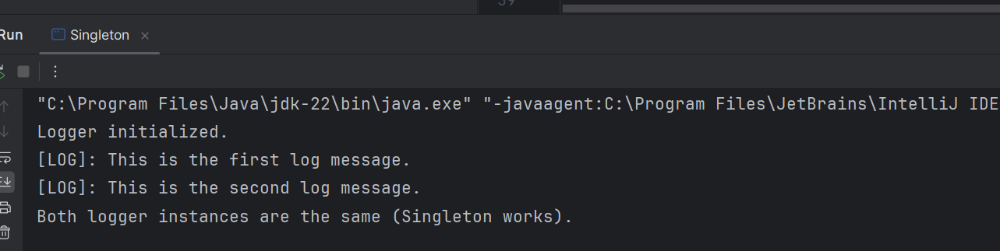 39
Run
Singleton
"C:\Program Files\Java\jdk-22\bin\java.exe" "-javaagent:C:\Program Files\JetBrains\IntelliJ IDE
Logger initialized.
[LOG]: This is the first log message.
[LOG]: This is the second log message.
Both logger instances are the same (Singleton works).